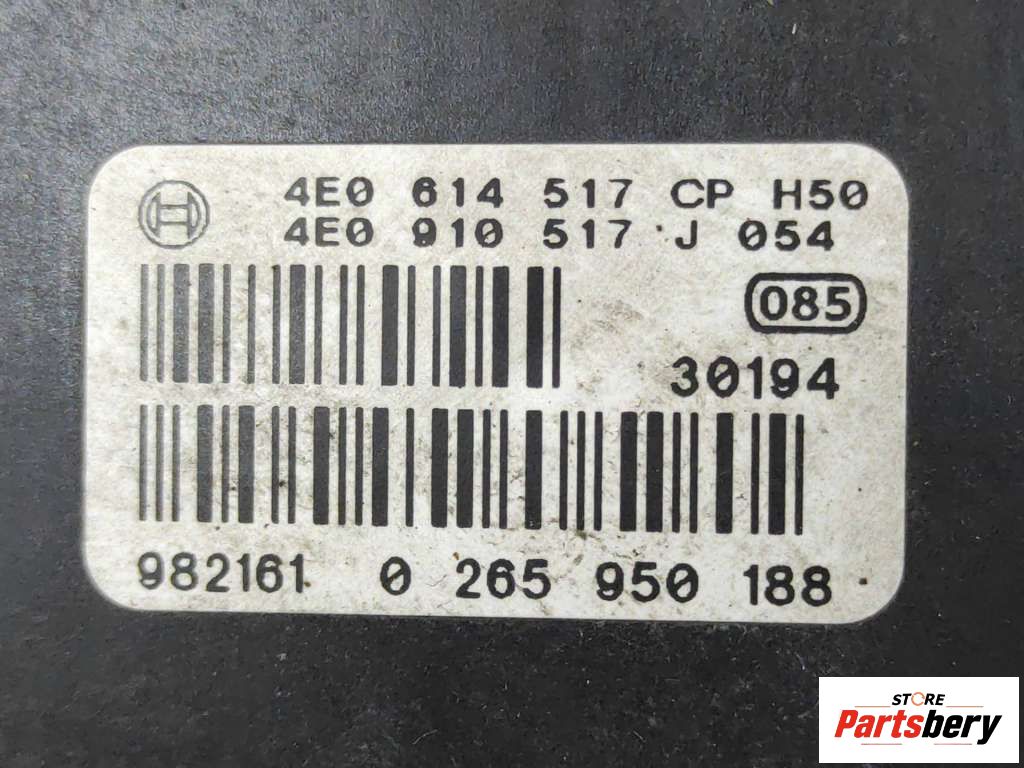 4E0 614 517 CP H50
4E0 910 517 J 054
085
30194
982161 0 265 950 188
STORE
Partsbery